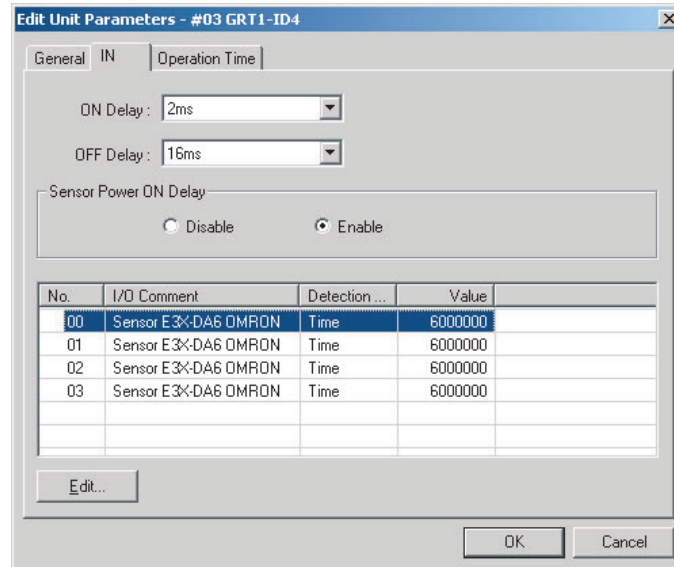 Edit Unit Parameters - #03 GRT1-ID4
General IN Operation Time
ON Delay : 2ms
OFF Delay : 16ms
Sensor Power ON Delay
Disable Enable
No. I/O Comment Detection ... Value
00 Sensor E3X-DA6 OMRON Time 6000000
01 Sensor E3X-DA6 OMRON Time 6000000
02 Sensor E3X-DA6 OMRON Time 6000000
03 Sensor E3X-DA6 OMRON Time 6000000
Edit...
OK Cancel